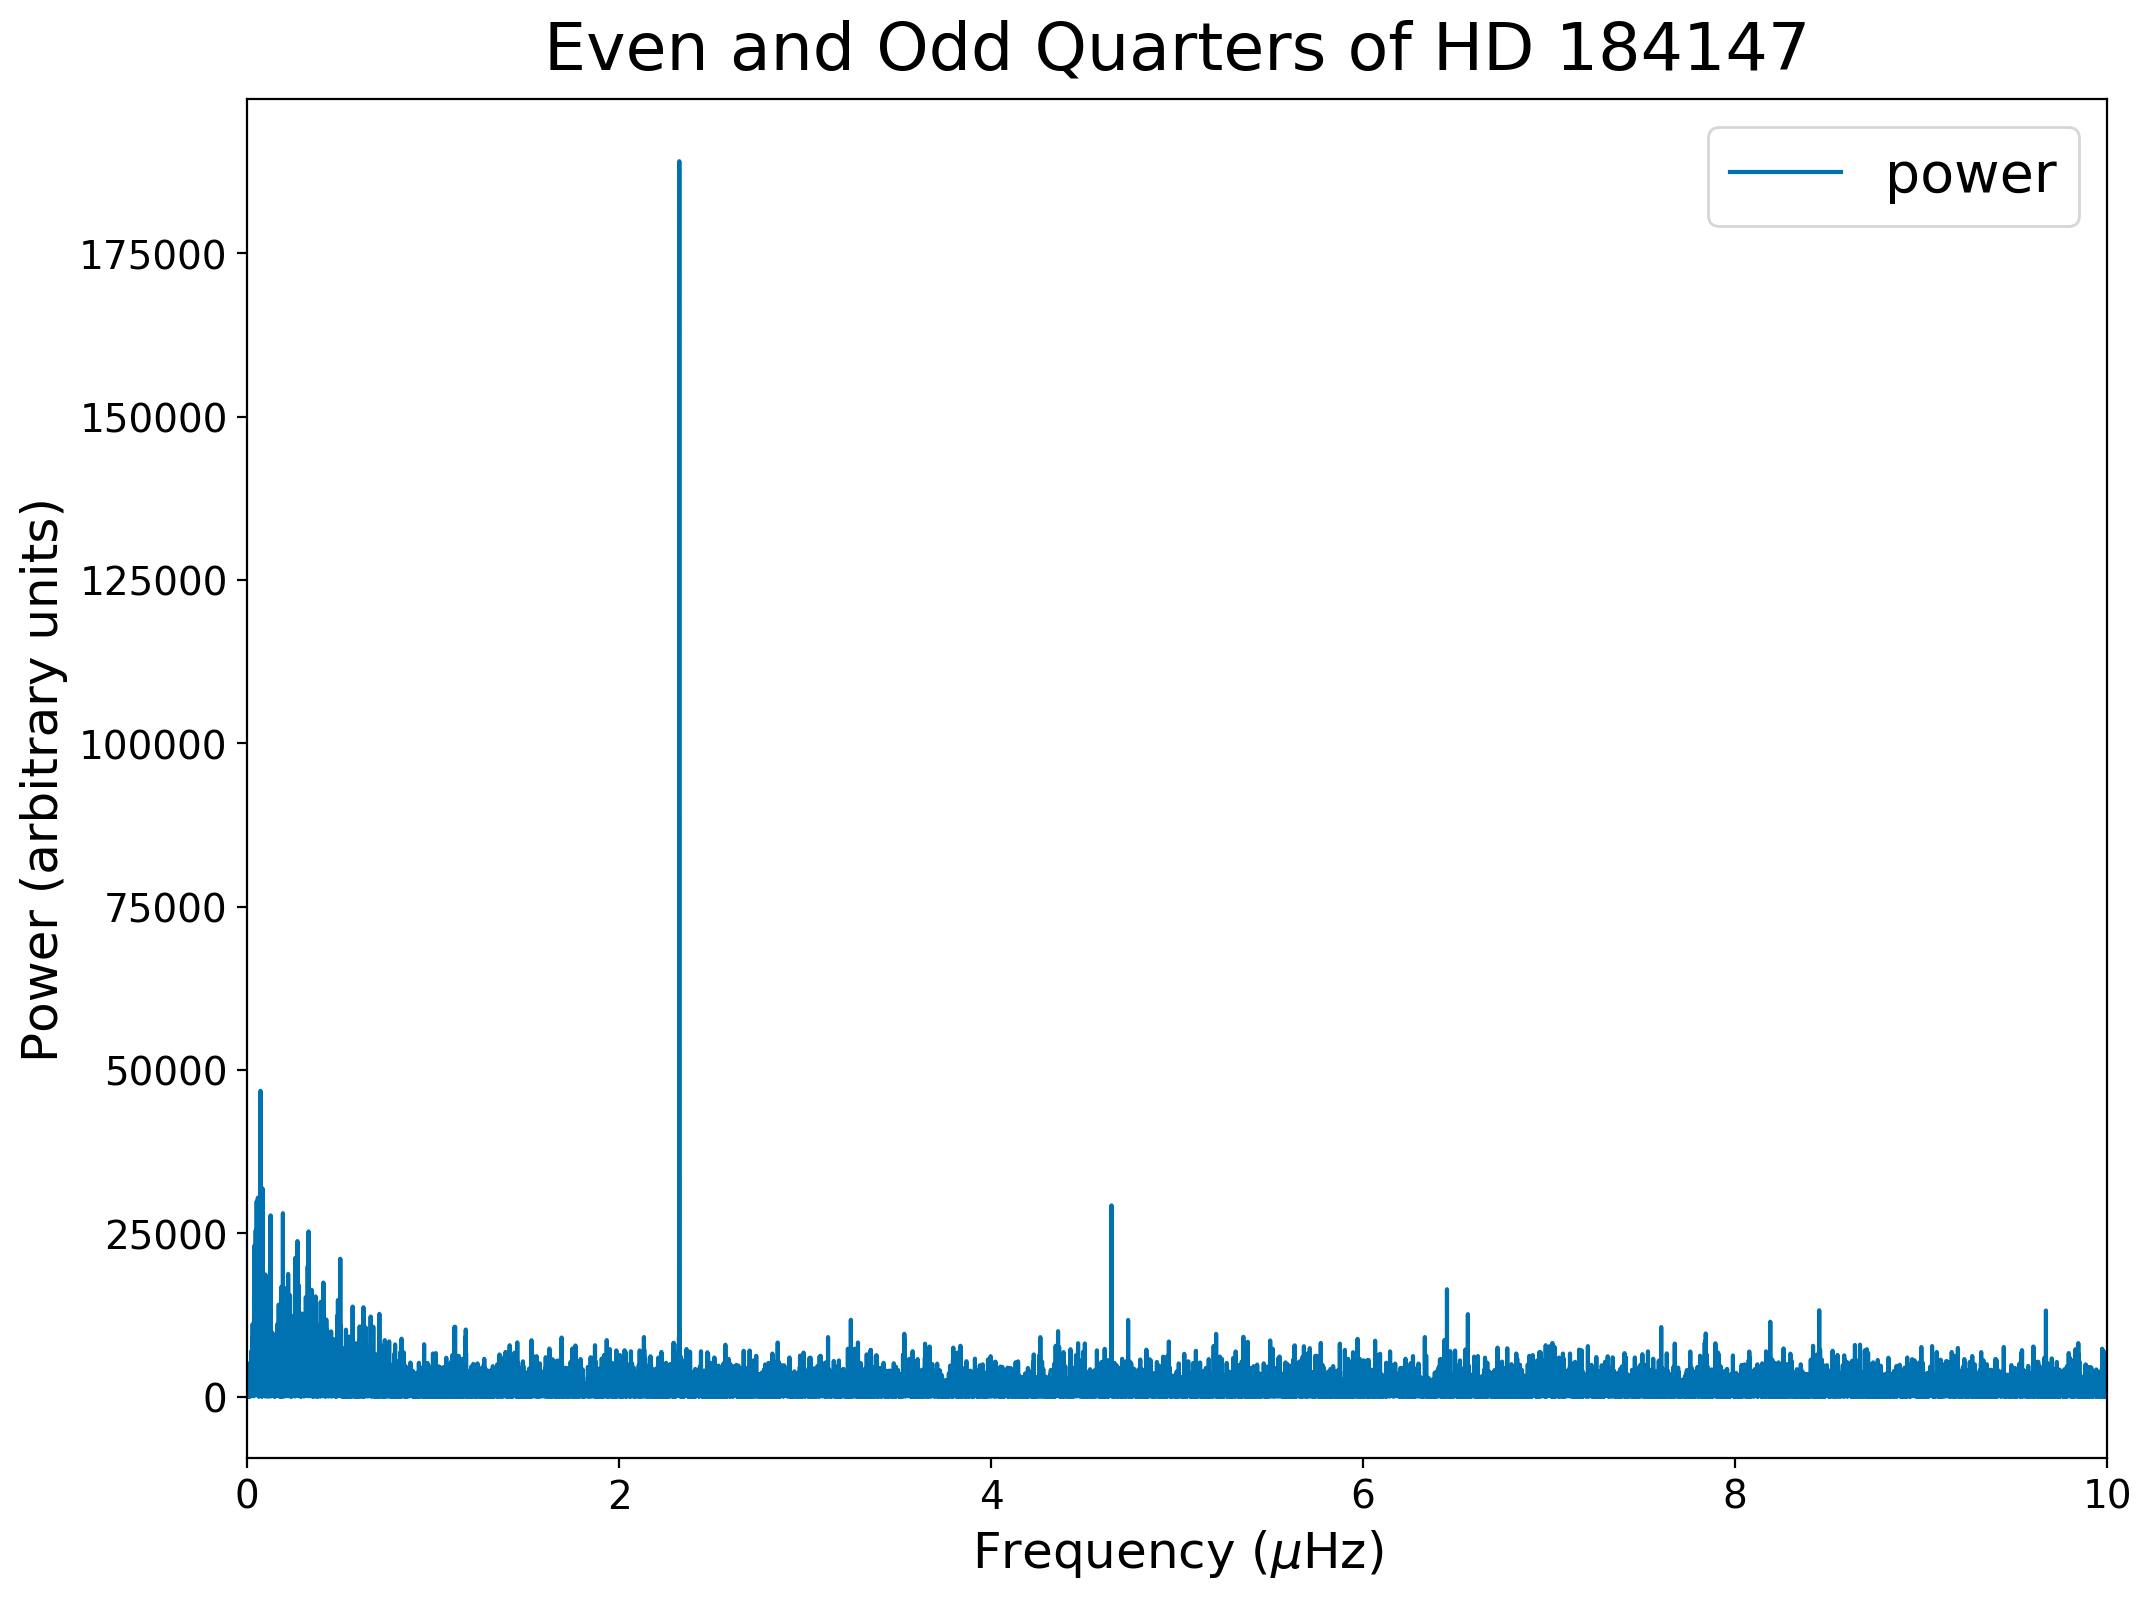 Even and Odd Quarters of HD 184147
power
175000
150000
125000
100000
75000
50000
25000
0
Power (arbitrary units)
0 2 4 6 8 10
Frequency (μHz)